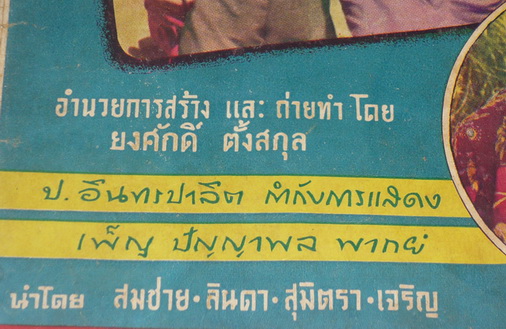 อำนวยการสร้าง และ ถ่ายทำ โดย
ยงศักดิ์ ตั้งสกุล
ป. อินทรปาลิต กำกับการแสดง
เพ็ญ ปัญญาพล พากย์
นำโดย สมชาย · ลินดา · สุมิตรา · เจริญ